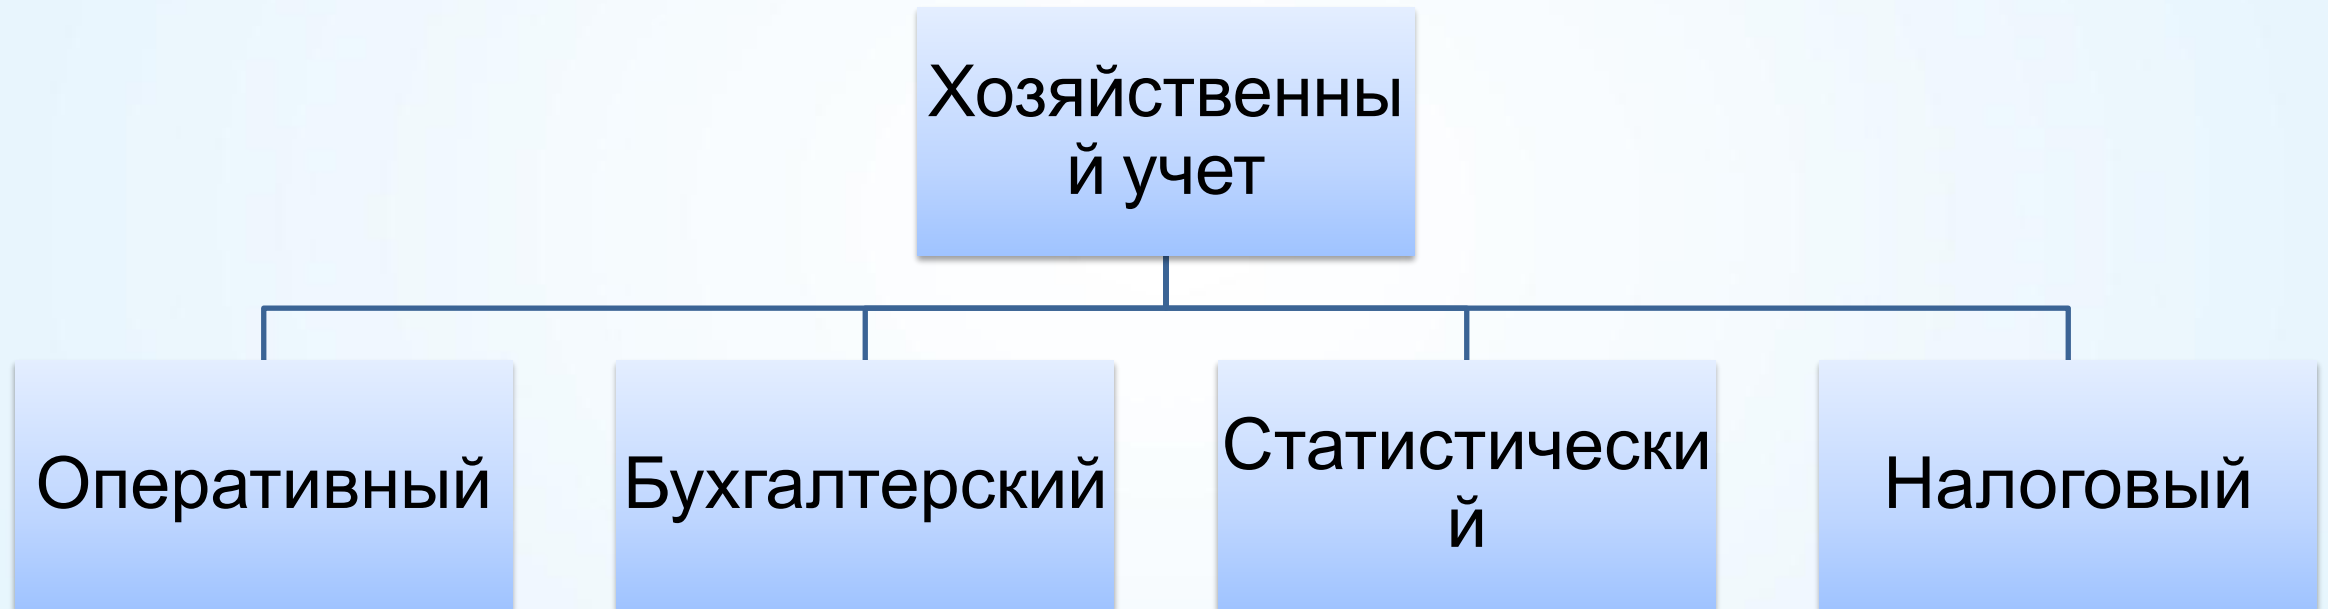 Хозяйственны
й учет
Оперативный
Бухгалтерский
Статистически
й
Налоговый